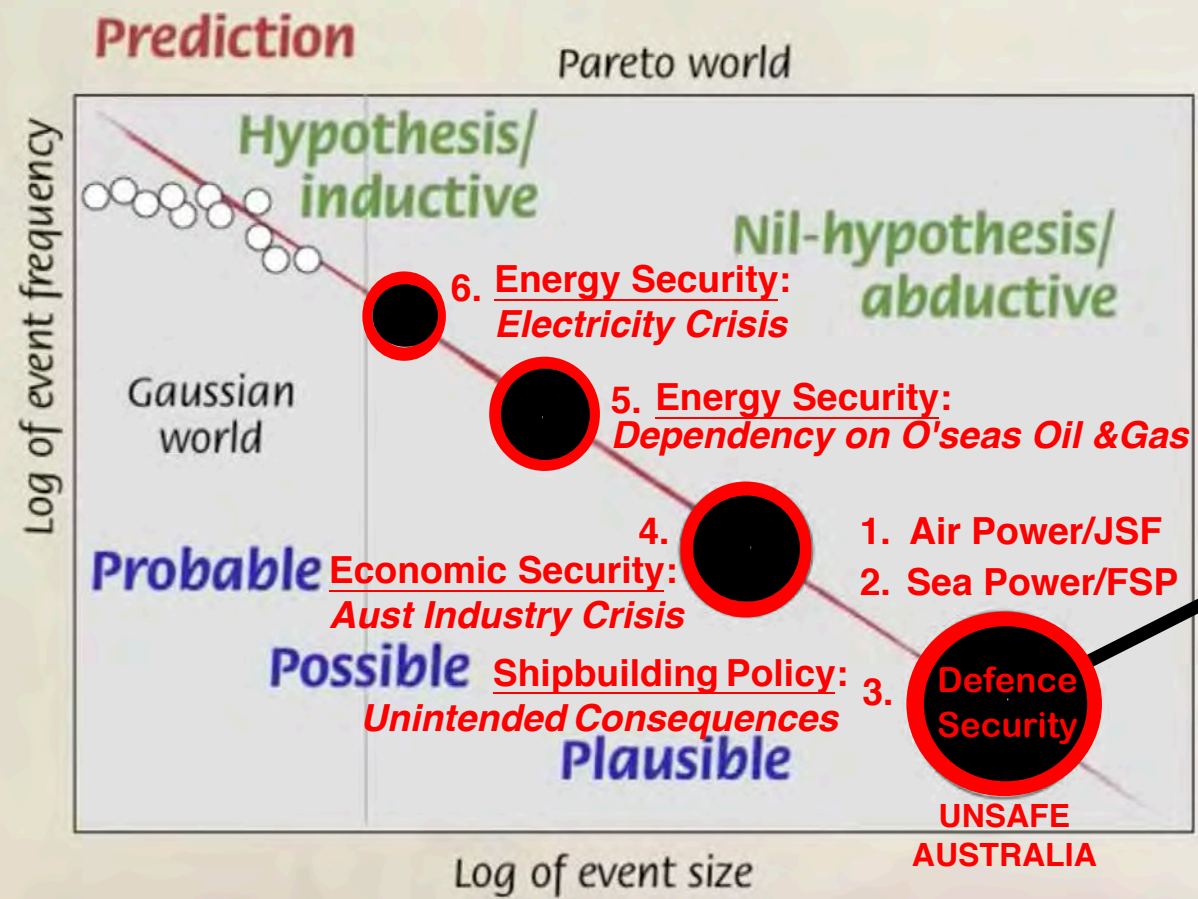 Prediction
Pareto world
Log of event frequency
Hypothesis/
inductive
Nil-hypothesis/
abductive
6. Energy Security:
Electricity Crisis
Gaussian
world
5. Energy Security:
Dependency on O'seas Oil &Gas
4.
Economic Security:
Aust Industry Crisis
1. Air Power/JSF
2. Sea Power/FSP
Probable
Possible
Shipbuilding Policy:
Unintended Consequences
3.
Defence
Security
Plausible
UNSAFE
AUSTRALIA
Log of event size